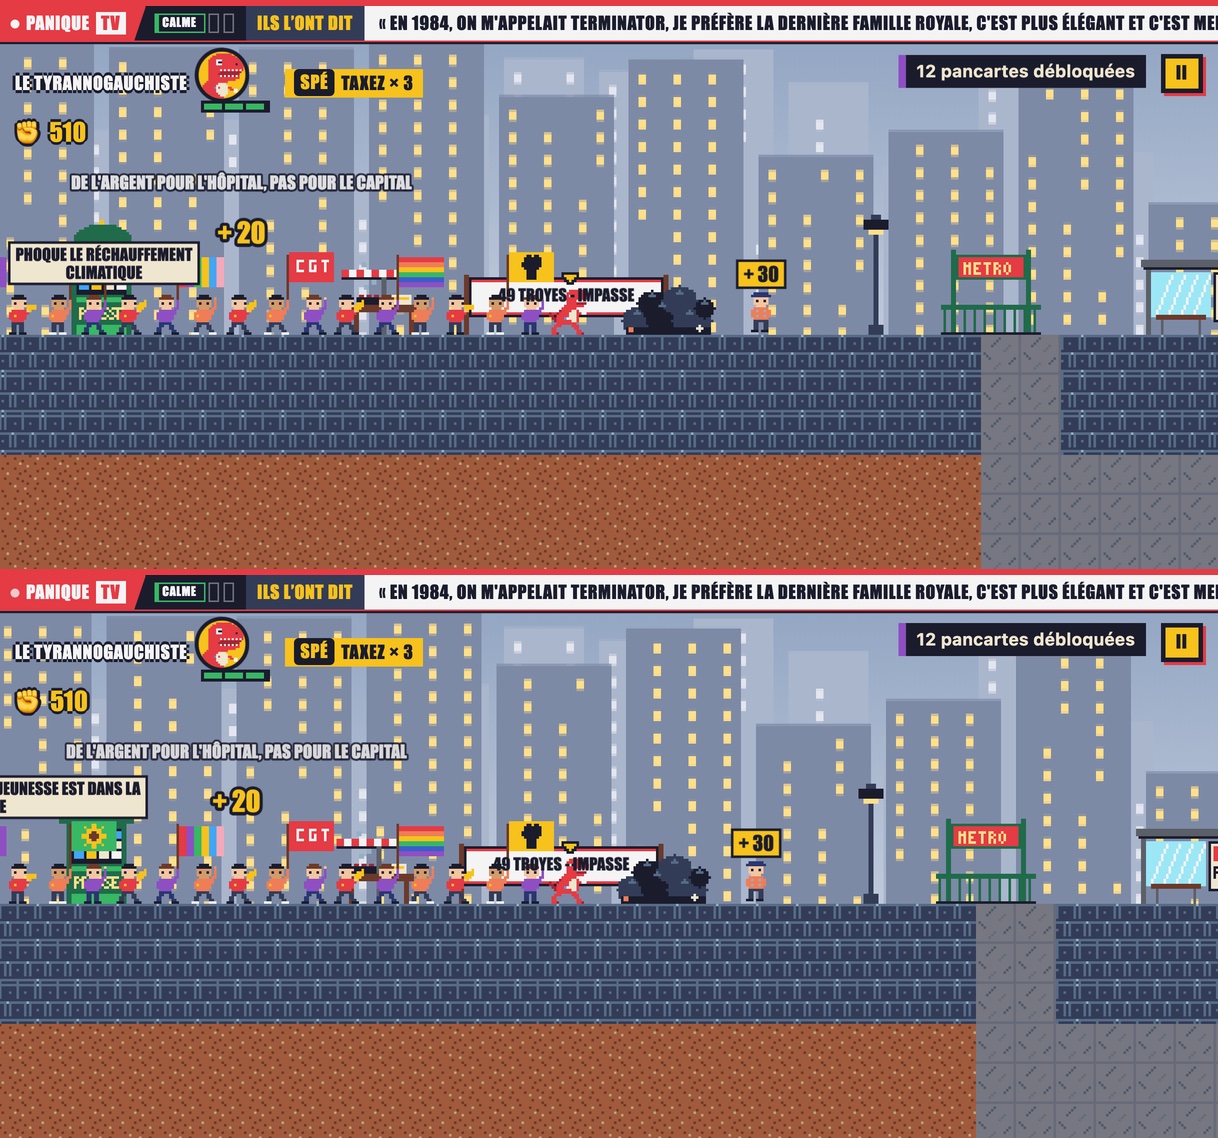 PANIQUE TV
CALME
ILS L'ONT DIT
« EN 1984, ON M'APPELAIT TERMINATOR, JE PRÉFÈRE LA DERNIÈRE FAMILLE ROYALE, C'EST PLUS ÉLÉGANT ET C'EST
LE TYRANNOGAUCHISTE
SPÉ TAXEZ × 3
12 pancartes débloquées
510
DE L'ARGENT POUR L'HÔPITAL, PAS POUR LE CAPITAL
+20
PHOQUE LE RÉCHAUFFEMENT
CLIMATIQUE
CGT
49 TROYES - IMPASSE
+30
METRO
PANIQUE TV
CALME
ILS L'ONT DIT
« EN 1984, ON M'APPELAIT TERMINATOR, JE PRÉFÈRE LA DERNIÈRE FAMILLE ROYALE, C'EST PLUS ÉLÉGANT ET C'EST
LE TYRANNOGAUCHISTE
SPÉ TAXEZ × 3
12 pancartes débloquées
510
DE L'ARGENT POUR L'HÔPITAL, PAS POUR LE CAPITAL
JEUNESSE EST DANS LA
+20
CGT
49 TROYES - IMPASSE
+30
METRO